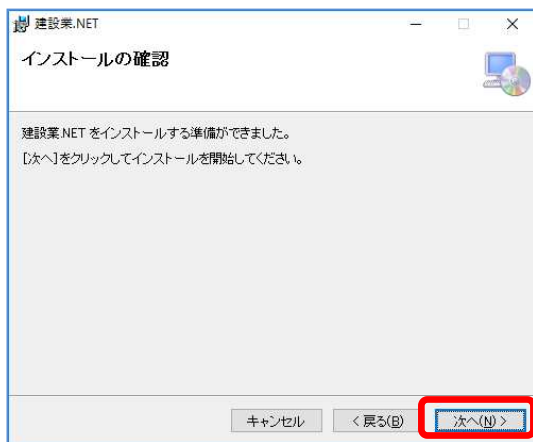 建設業.NET
インストールの確認
建設業.NET をインストールする準備ができました。
[次へ]をクリックしてインストールを開始してください。
キャンセル
< 戻る(B)
次へ(N) >